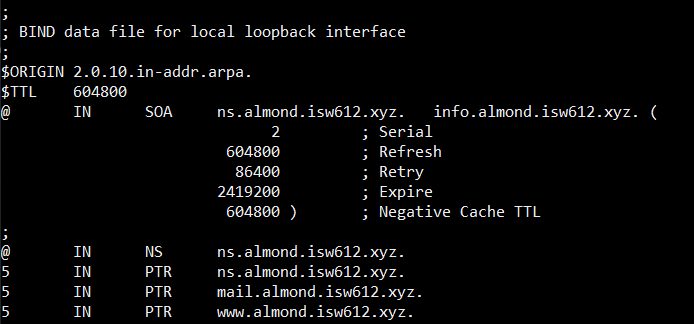 ;
; BIND data file for local loopback interface
;
$ORIGIN 2.0.10.in-addr.arpa.
$TTL    604800
@       IN      SOA     ns.almond.isw612.xyz.   info.almond.isw612.xyz. (
                              2         ; Serial
                         604800         ; Refresh
                          86400         ; Retry
                        2419200         ; Expire
                         604800 )       ; Negative Cache TTL
;
@       IN      NS      ns.almond.isw612.xyz.
5       IN      PTR     ns.almond.isw612.xyz.
5       IN      PTR     mail.almond.isw612.xyz.
5       IN      PTR     www.almond.isw612.xyz.